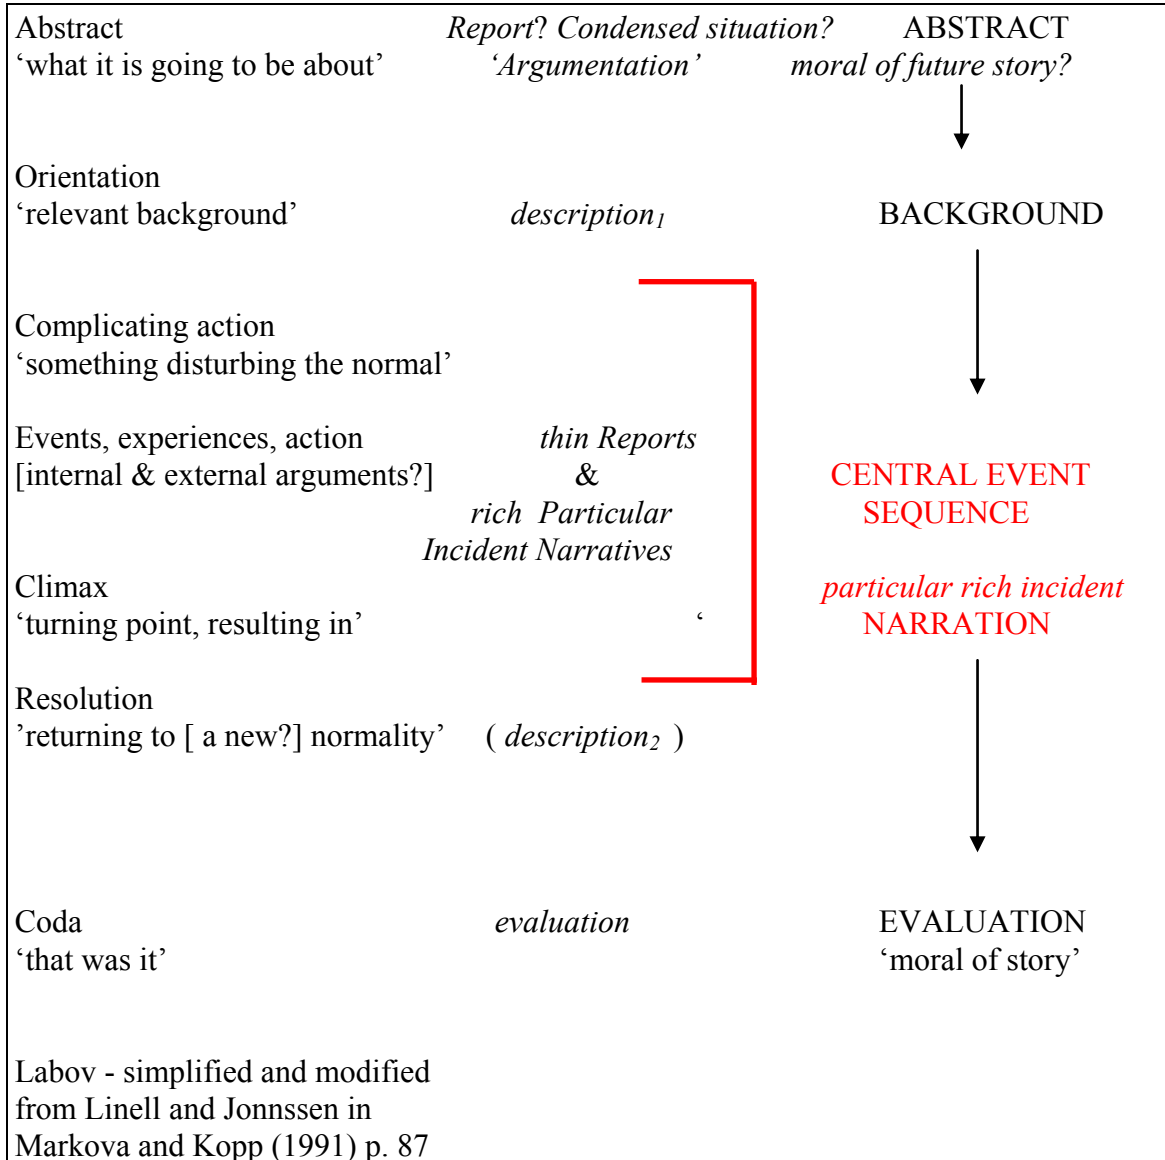 Abstract Report? Condensed situation? ABSTRACT
‘what it is going to be about’ ‘Argumentation’ moral of future story?
Orientation
‘relevant background’ description₁ BACKGROUND
Complicating action
‘something disturbing the normal’
Events, experiences, action thin Reports
[internal & external arguments?] & CENTRAL EVENT
rich Particular SEQUENCE
Incident Narratives
Climax particular rich incident
‘turning point, resulting in’ ‘ NARRATION
Resolution
’returning to [ a new?] normality’ ( description₂ )
Coda evaluation EVALUATION
‘that was it’ ‘moral of story’
Labov - simplified and modified
from Linell and Jonnssen in
Markova and Kopp (1991) p. 87